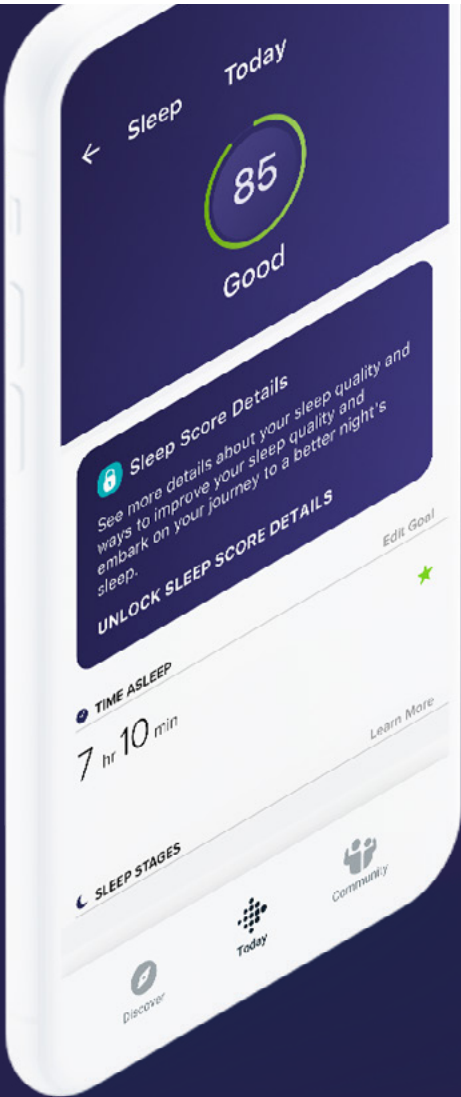 Today
Sleep
85
Good
Sleep Score Details
See more details about your sleep quality and
ways to improve your sleep quality and
embark on your journey to a better night's
sleep.
UNLOCK SLEEP SCORE DETAILS
Edit Goal
TIME ASLEEP
7 hr 10 min
Learn More
SLEEP STAGES
Discover
Today
Community